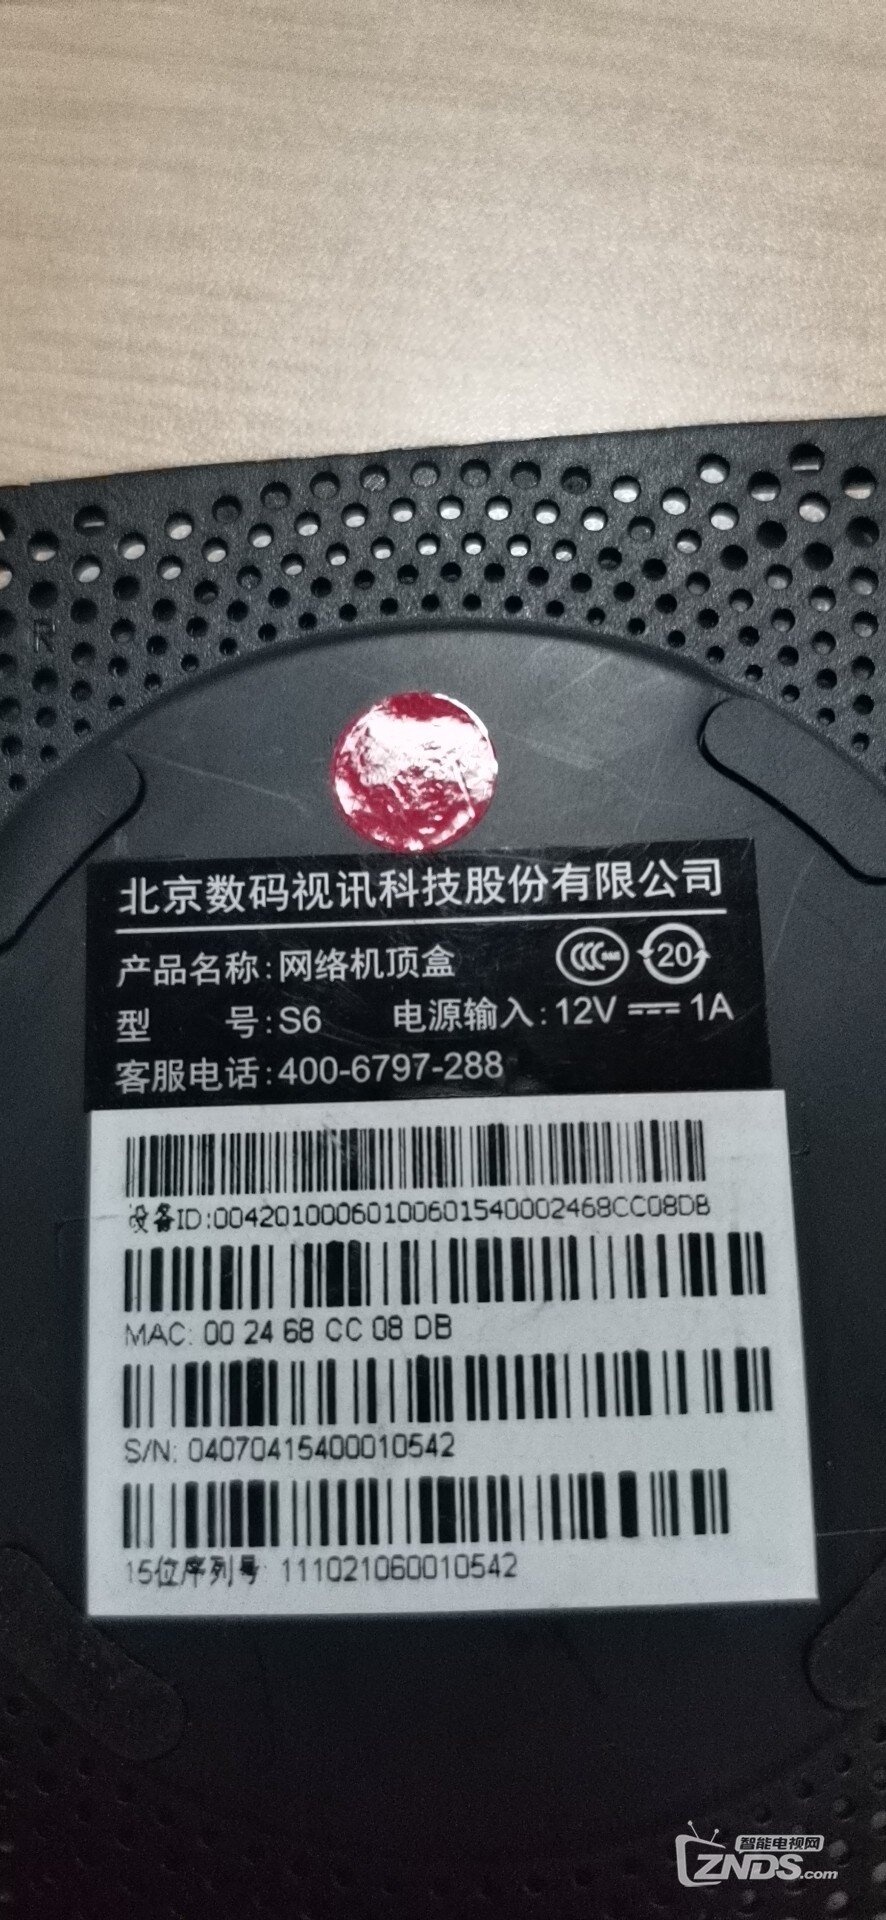 北京数码视讯科技股份有限公司
产品名称:网络机顶盒
20
型 号:S6 电源输入:12V 1A
客服电话:400-6797-288
设备ID:00420100060100601540002468CC08DB
MAC: 00 24 68 CC 08 DB
S/N: 04070415400010542
15位序列号: 111021060010542
智能电视网
ZNDS.com